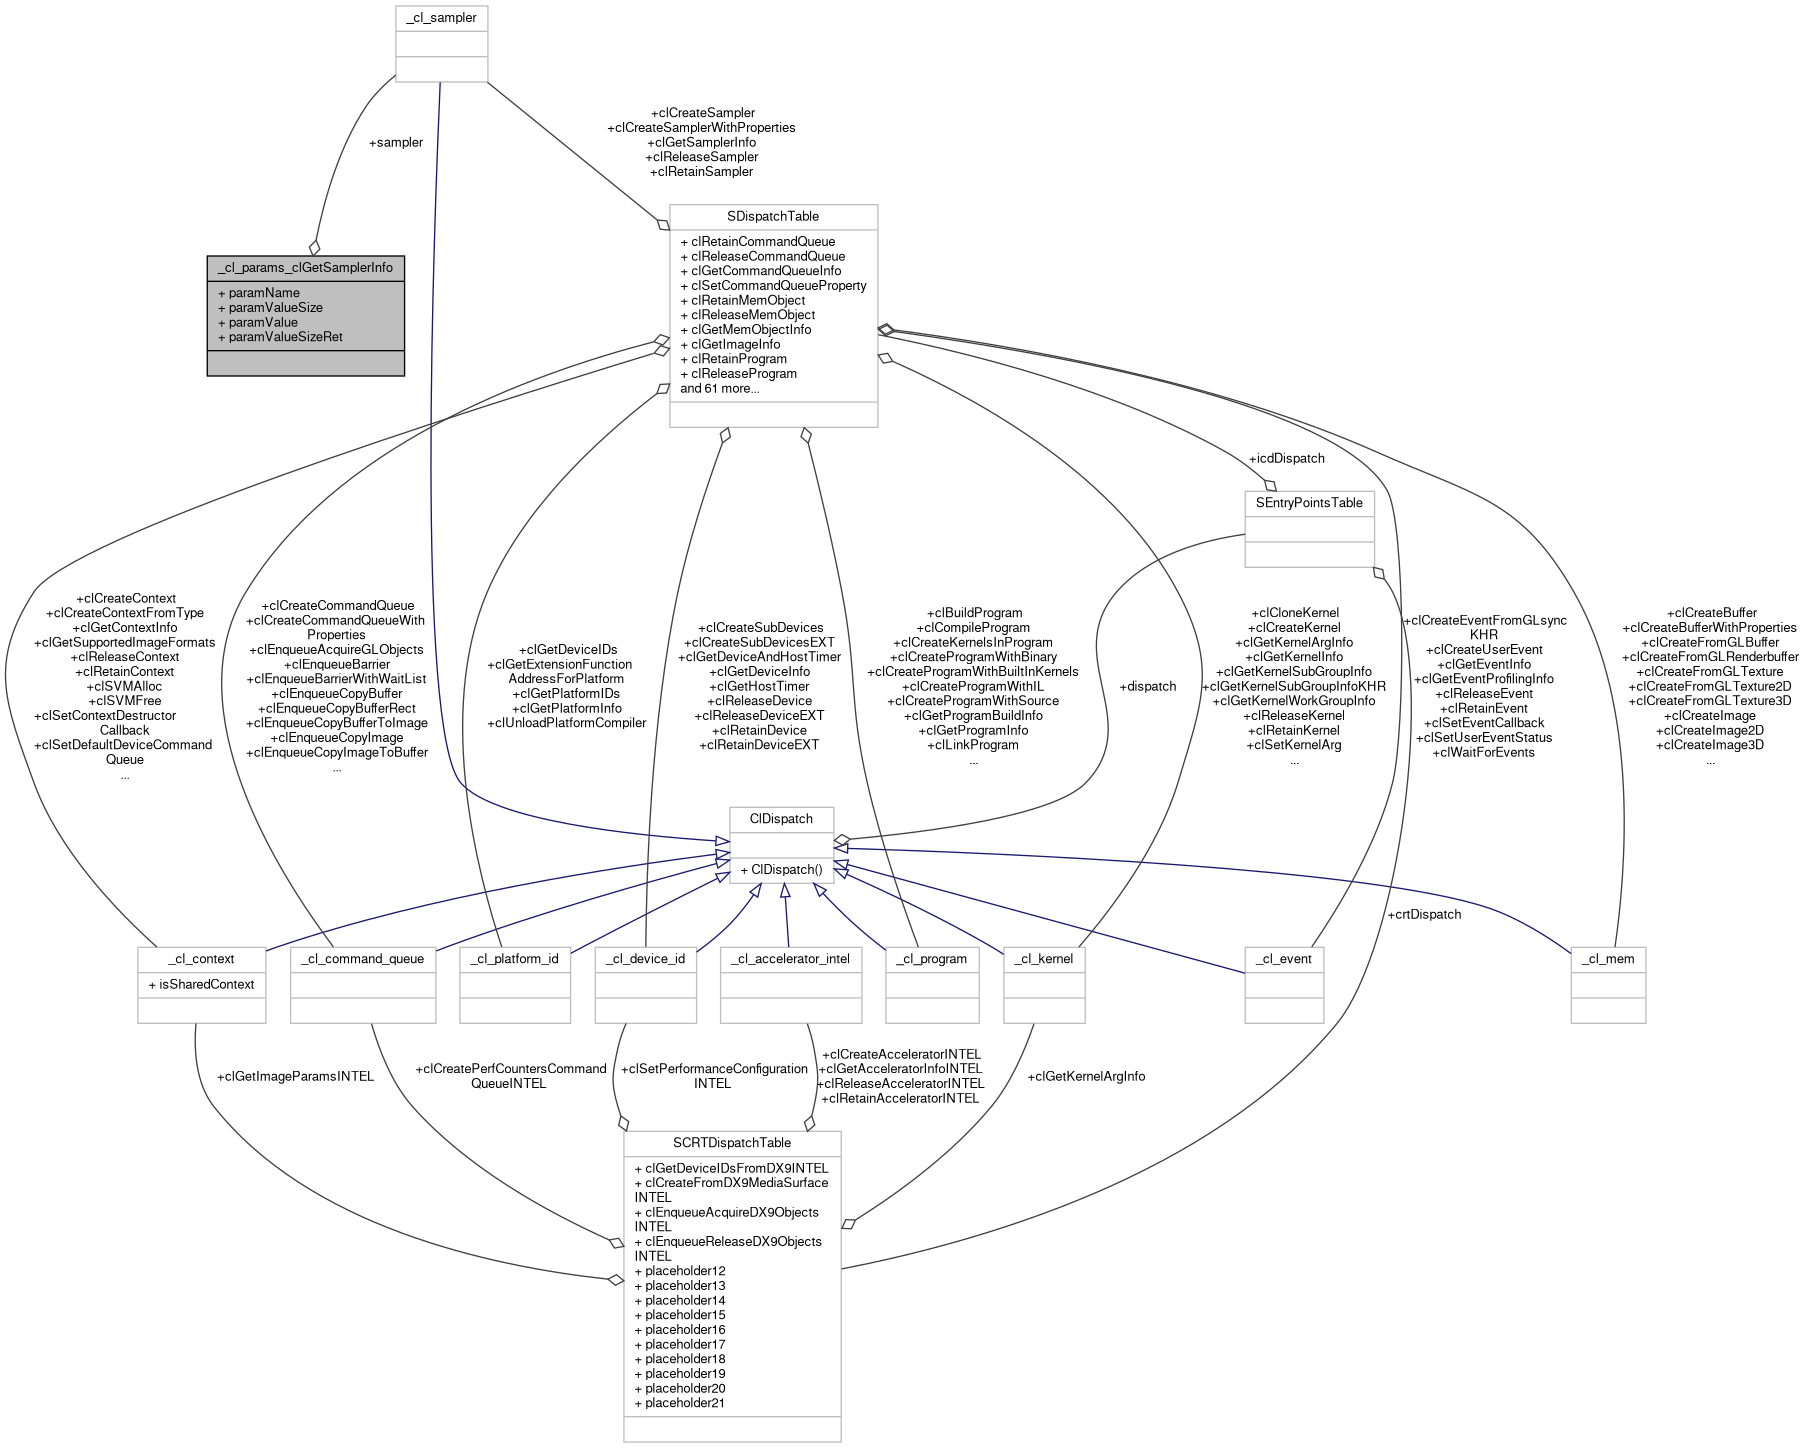 _cl_sampler
+clCreateSampler
+clCreateSamplerWithProperties
+clGetSamplerInfo
+clReleaseSampler
+clRetainSampler
+sampler
SDispatchTable
+ clRetainCommandQueue
+ clReleaseCommandQueue
+ clGetCommandQueueInfo
+ clSetCommandQueueProperty
+ clRetainMemObject
+ clReleaseMemObject
+ clGetMemObjectInfo
+ clGetImageInfo
+ clRetainProgram
+ clReleaseProgram
and 61 more...
_cl_params_clGetSamplerInfo
+ paramName
+ paramValueSize
+ paramValue
+ paramValueSizeRet
+icdDispatch
SEntryPointsTable
+clCreateContext
+clCreateContextFromType
+clGetContextInfo
+clGetSupportedImageFormats
+clReleaseContext
+clRetainContext
+clSVMAlloc
+clSVMFree
+clSetContextDestructor
Callback
+clSetDefaultDeviceCommand
Queue
...
+clCreateCommandQueue
+clCreateCommandQueueWith
Properties
+clEnqueueAcquireGLObjects
+clEnqueueBarrier
+clEnqueueBarrierWithWaitList
+clEnqueueCopyBuffer
+clEnqueueCopyBufferRect
+clEnqueueCopyBufferToImage
+clEnqueueCopyImage
+clEnqueueCopyImageToBuffer
...
+clGetDeviceIDs
+clGetExtensionFunction
AddressForPlatform
+clGetPlatformIDs
+clGetPlatformInfo
+clUnloadPlatformCompiler
+clCreateSubDevices
+clCreateSubDevicesEXT
+clGetDeviceAndHostTimer
+clGetDeviceInfo
+clGetHostTimer
+clReleaseDevice
+clReleaseDeviceEXT
+clRetainDevice
+clRetainDeviceEXT
+clBuildProgram
+clCompileProgram
+clCreateKernelsInProgram
+clCreateProgramWithBinary
+clCreateProgramWithBuiltInKernels
+clCreateProgramWithIL
+clCreateProgramWithSource
+clGetProgramBuildInfo
+clGetProgramInfo
+clLinkProgram
...
+dispatch
+clCloneKernel
+clCreateKernel
+clGetKernelArgInfo
+clGetKernelInfo
+clGetKernelSubGroupInfo
+clGetKernelSubGroupInfoKHR
+clGetKernelWorkGroupInfo
+clReleaseKernel
+clRetainKernel
+clSetKernelArg
...
+clCreateEventFromGLsync
KHR
+clCreateUserEvent
+clGetEventInfo
+clGetEventProfilingInfo
+clReleaseEvent
+clRetainEvent
+clSetEventCallback
+clSetUserEventStatus
+clWaitForEvents
+clCreateBuffer
+clCreateBufferWithProperties
+clCreateFromGLBuffer
+clCreateFromGLRenderbuffer
+clCreateFromGLTexture
+clCreateFromGLTexture2D
+clCreateFromGLTexture3D
+clCreateImage
+clCreateImage2D
+clCreateImage3D
...
ClDispatch
+ ClDispatch()
+crtDispatch
_cl_context
+ isSharedContext
_cl_command_queue
_cl_platform_id
_cl_device_id
_cl_accelerator_intel
_cl_program
_cl_kernel
_cl_event
_cl_mem
+clGetImageParamsINTEL
+clCreatePerfCountersCommand
QueueINTEL
+clSetPerformanceConfiguration
INTEL
+clCreateAcceleratorINTEL
+clGetAcceleratorInfoINTEL
+clReleaseAcceleratorINTEL
+clRetainAcceleratorINTEL
+clGetKernelArgInfo
SCRTDispatchTable
+ clGetDeviceIDsFromDX9INTEL
+ clCreateFromDX9MediaSurface
INTEL
+ clEnqueueAcquireDX9Objects
INTEL
+ clEnqueueReleaseDX9Objects
INTEL
+ placeholder12
+ placeholder13
+ placeholder14
+ placeholder15
+ placeholder16
+ placeholder17
+ placeholder18
+ placeholder19
+ placeholder20
+ placeholder21